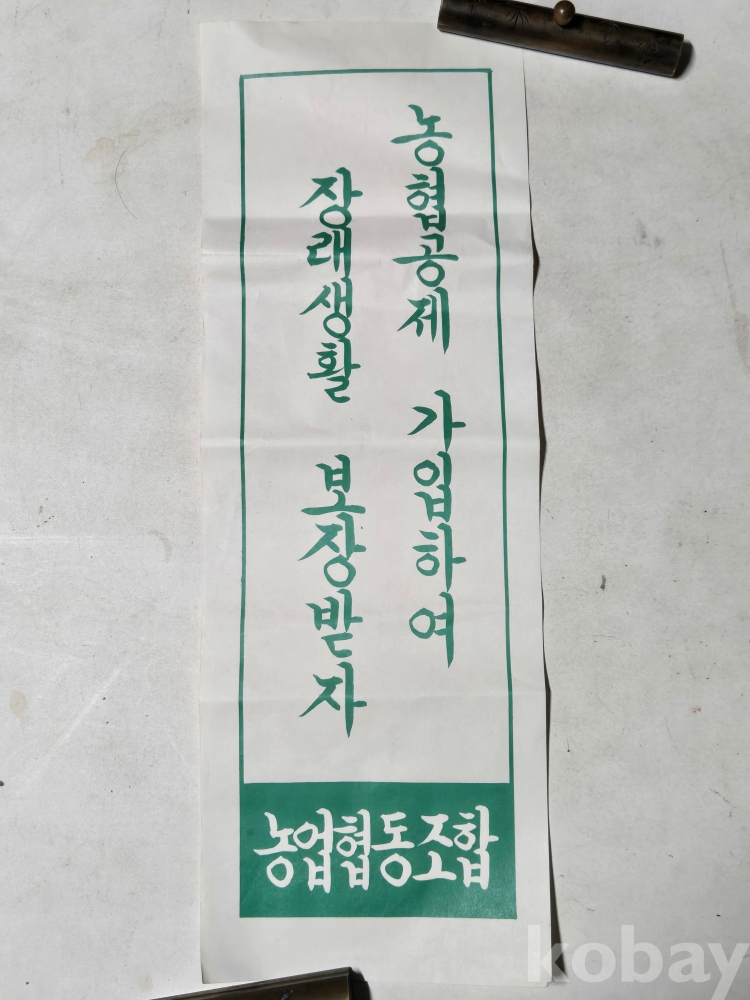 농협공제 가입하여
장래생활 보장받자
농업협동조합
kobay